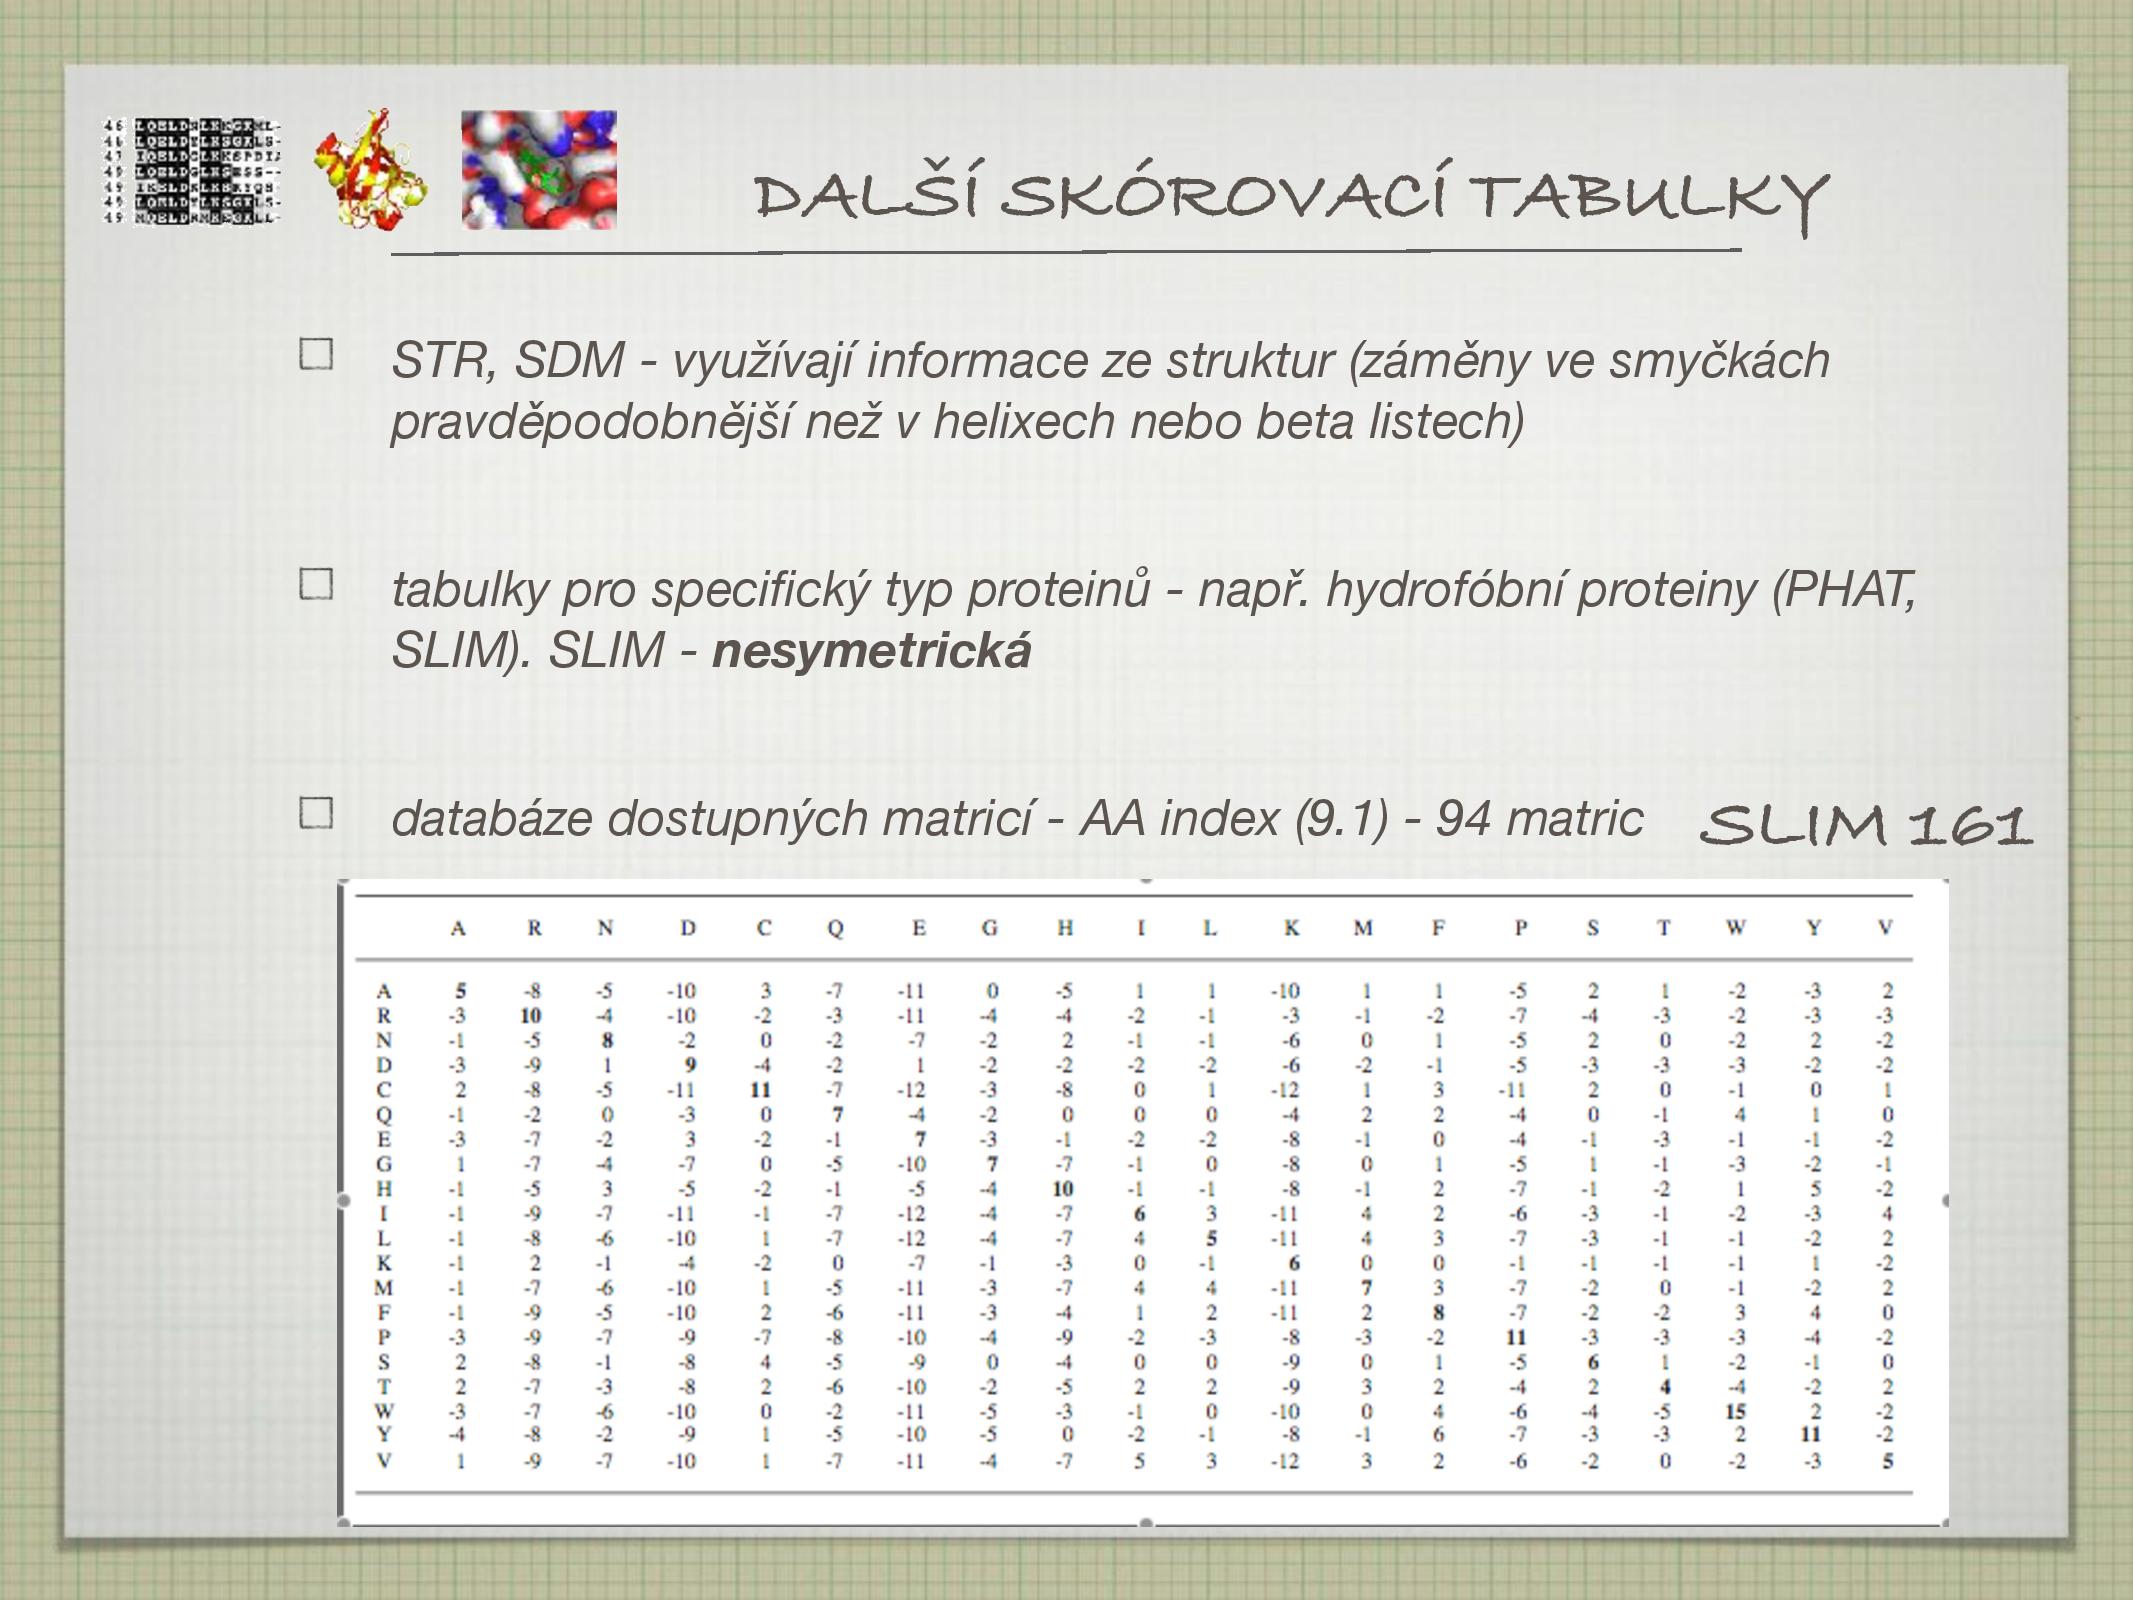 DALŠÍ SKÓROVACÍ TABULKY
STR, SDM - využívají informace ze struktur (záměny ve smyčkách
pravděpodobnější než v helixech nebo beta listech)
tabulky pro specifický typ proteinů - např. hydrofóbní proteiny (PHAT,
SLIM). SLIM - nesymetrická
databáze dostupných matricí - AA index (9.1) - 94 matric
SLIM 161
A R N D C Q E G H I L K M F P S T W Y V
A 5 -8 -5 -10 3 -7 -11 0 -5 1 1 -10 1 1 -5 2 1 -2 -3 2
R -3 10 -4 -10 -2 -3 -11 -4 -4 -2 -1 -3 -1 -2 -7 -4 -3 -2 -3 -3
N -1 -5 8 -2 0 -2 -7 -2 2 -1 -1 -6 0 1 -5 2 0 -2 2 -2
D -3 -9 1 9 -4 -2 1 -2 -2 -2 -2 -6 -2 -1 -5 -3 -3 -3 -2 -2
C 2 -8 -5 -11 11 -7 -12 -3 -8 0 1 -12 1 3 -11 2 0 -1 0 1
Q -1 -2 0 -3 0 7 -4 -2 0 0 0 -4 2 2 -4 0 -1 4 1 0
E -3 -7 -2 3 -2 -1 7 -3 -1 -2 -2 -8 -1 0 -4 -1 -3 -1 -1 -2
G 1 -7 -4 -7 0 -5 -10 7 -7 -1 0 -8 0 1 -5 1 -1 -3 -2 -1
H -1 -5 3 -5 -2 -1 -5 -4 10 -1 -1 -8 -1 2 -7 -1 -2 1 5 -2
I -1 -9 -7 -11 -1 -7 -12 -4 -7 6 3 -11 4 2 -6 -3 -1 -2 -3 4
L -1 -8 -6 -10 1 -7 -12 -4 -7 4 5 -11 4 3 -7 -3 -1 -1 -2 2
K -1 2 -1 -4 -2 0 -7 -1 -3 0 -1 6 0 0 -1 -1 -1 -1 1 -2
M -1 -7 -6 -10 1 -5 -11 -3 -7 4 4 -11 7 3 -7 -2 0 -1 -2 2
F -1 -9 -5 -10 2 -6 -11 -3 -4 1 2 -11 2 8 -7 -2 -2 3 4 0
P -3 -9 -7 -9 -7 -8 -10 -4 -9 -2 -3 -8 -3 -2 11 -3 -3 -3 -4 -2
S 2 -8 -1 -8 4 -5 -9 0 -4 0 0 -9 0 1 -5 6 1 -2 -1 0
T 2 -7 -3 -8 2 -6 -10 -2 -5 2 2 -9 3 2 -4 2 4 -4 -2 2
W -3 -7 -6 -10 0 -2 -11 -5 -3 -1 0 -10 0 4 -6 -4 -5 15 2 -2
Y -4 -8 -2 -9 1 -5 -10 -5 0 -2 -1 -8 -1 6 -7 -3 -3 2 11 -2
V 1 -9 -7 -10 1 -7 -11 -4 -7 5 3 -12 3 2 -6 -2 0 -2 -3 5